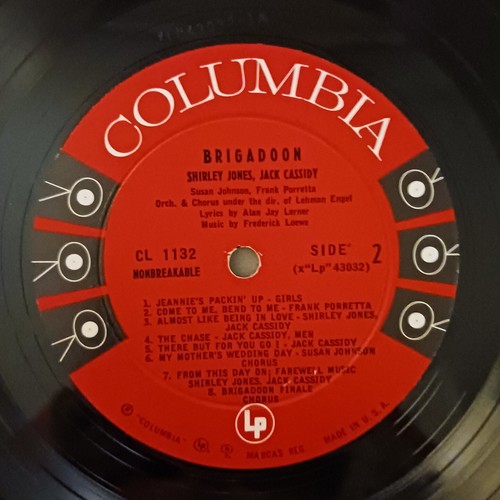 COLUMBIA
BRIGADOON
SHIRLEY JONES, JACK CASSIDY
Susan Johnson, Frank Porretta
Orch. & Chorus under the dir. of Lehman Engel
Lyrics by Alan Jay Lerner
Music by Frederick Loewe
CL 1132
NONBREAKABLE
SIDE 2
(x"Lp" 43032)
1. JEANNIE'S PACKIN' UP - GIRLS
2. COME TO ME, BEND TO ME - FRANK PORRETTA
3. ALMOST LIKE BEING IN LOVE - SHIRLEY JONES,
JACK CASSIDY
4. THE CHASE - JACK CASSIDY, MEN
5. THERE BUT FOR YOU GO I - JACK CASSIDY
6. MY MOTHER'S WEDDING DAY - SUSAN JOHNSON
CHORUS
7. FROM THIS DAY ON; FAREWELL MUSIC
SHIRLEY JONES, JACK CASSIDY
8. BRIGADOON FINALE
CHORUS
Lp
® "COLUMBIA" MARCAS REG. MADE IN U.S.A.